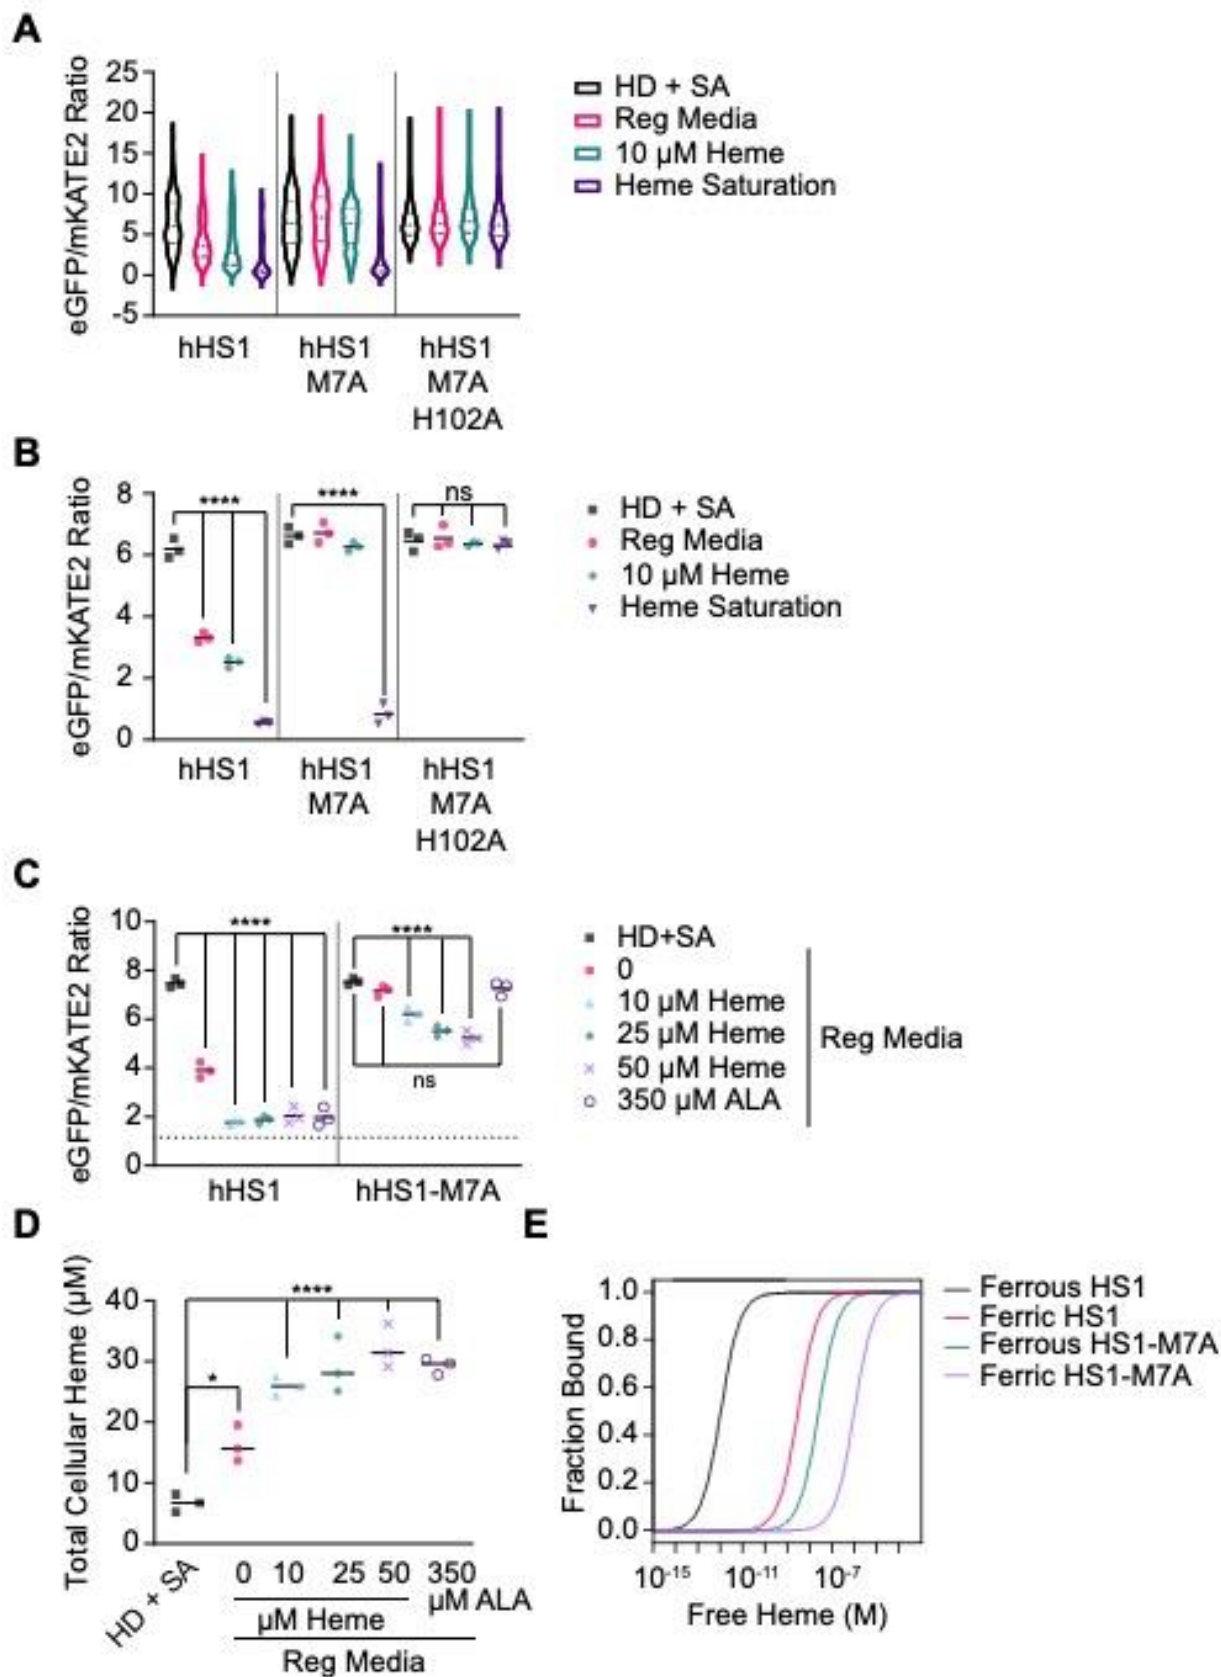 A
eGFP/mKATE2 Ratio
25
20
15
10
5
0
-5
HD + SA
Reg Media
10 µM Heme
Heme Saturation
hHS1
hHS1
M7A
hHS1
M7A
H102A
B
eGFP/mKATE2 Ratio
8
6
4
2
0
****
****
ns
HD + SA
Reg Media
10 µM Heme
Heme Saturation
hHS1
hHS1
M7A
hHS1
M7A
H102A
C
eGFP/mKATE2 Ratio
10
8
6
4
2
0
****
****
ns
HD+SA
0
10 µM Heme
25 µM Heme
50 µM Heme
350 µM ALA
Reg Media
hHS1
hHS1-M7A
D
Total Cellular Heme (µM)
40
30
20
10
0
****
*
HD + SA
0 10 25 50 350
µM Heme
µM ALA
Reg Media
E
Fraction Bound
1.0
0.8
0.6
0.4
0.2
0.0
10-15 10-11 10-7
Free Heme (M)
Ferrous HS1
Ferric HS1
Ferrous HS1-M7A
Ferric HS1-M7A